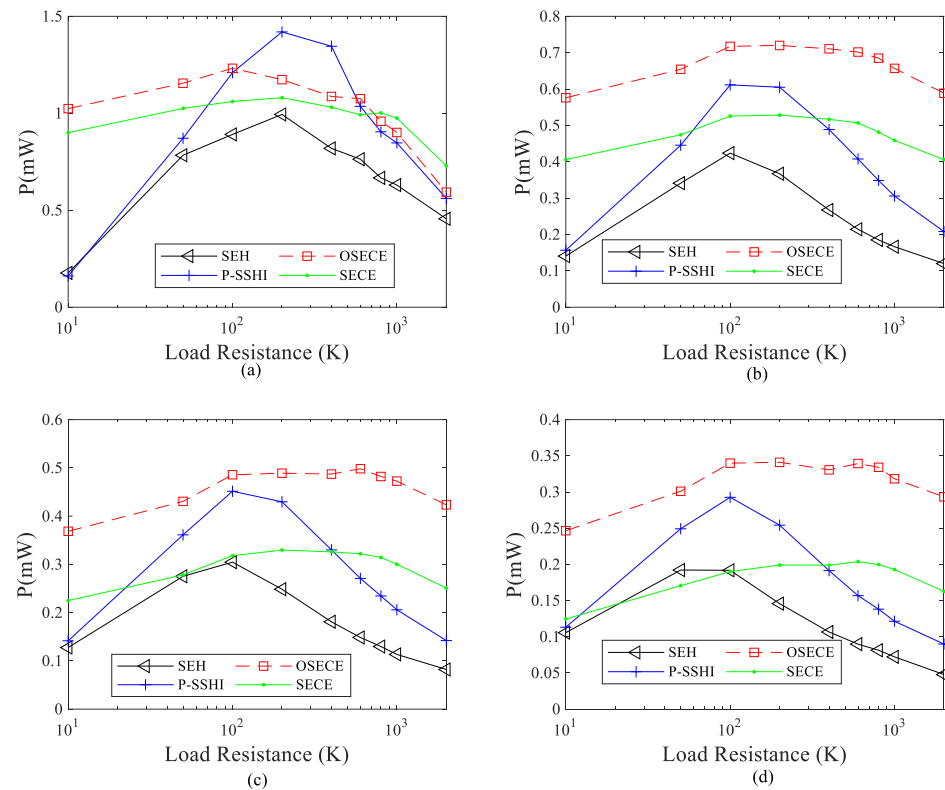 1.5
1
0.5
0
P(mW)
SEH
OSECE
P-SSHI
SECE
10^1
10^2
10^3
Load Resistance (K)
(a)
0.8
0.7
0.6
0.5
0.4
0.3
0.2
0.1
0
P(mW)
SEH
OSECE
P-SSHI
SECE
10^1
10^2
10^3
Load Resistance (K)
(b)
0.6
0.5
0.4
0.3
0.2
0.1
0
P(mW)
SEH
OSECE
P-SSHI
SECE
10^1
10^2
10^3
Load Resistance (K)
(c)
0.4
0.35
0.3
0.25
0.2
0.15
0.1
0.05
0
P(mW)
SEH
OSECE
P-SSHI
SECE
10^1
10^2
10^3
Load Resistance (K)
(d)